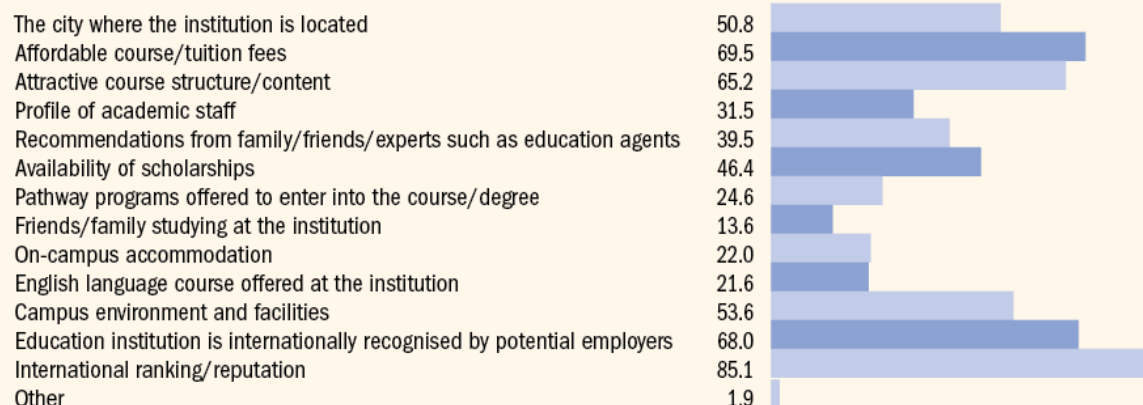 The city where the institution is located 50.8
Affordable course/tuition fees 69.5
Attractive course structure/content 65.2
Profile of academic staff 31.5
Recommendations from family/friends/experts such as education agents 39.5
Availability of scholarships 46.4
Pathway programs offered to enter into the course/degree 24.6
Friends/family studying at the institution 13.6
On-campus accommodation 22.0
English language course offered at the institution 21.6
Campus environment and facilities 53.6
Education institution is internationally recognised by potential employers 68.0
International ranking/reputation 85.1
Other 1.9